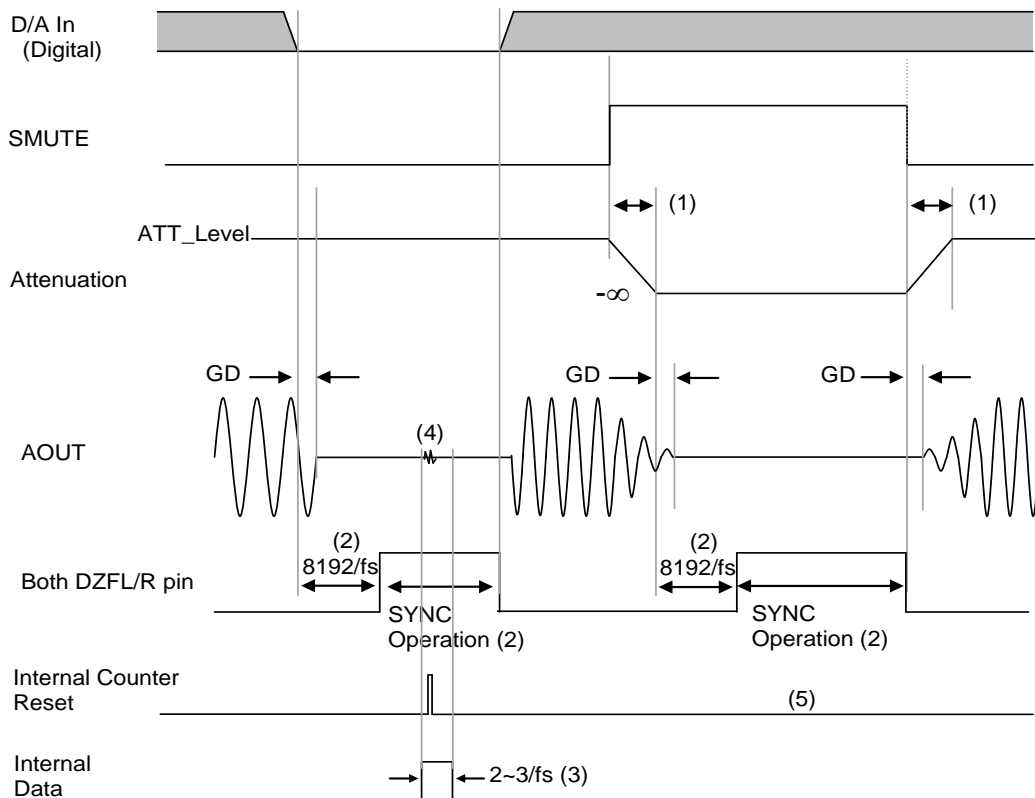 D/A In
(Digital)
SMUTE
(1)
(1)
ATT_Level
Attenuation
-∞
GD
GD
GD
AOUT
(4)
(2)
8192/fs
(2)
8192/fs
Both DZFL/R pin
SYNC
Operation (2)
SYNC
Operation (2)
Internal Counter
Reset
(5)
Internal
Data
2~3/fs (3)